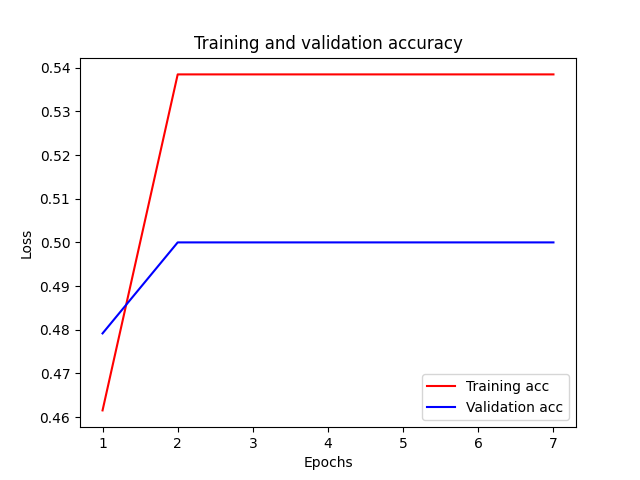 Training and validation accuracy
0.54
0.53
0.52
0.51
0.50
0.49
0.48
0.47
0.46
Loss
1 2 3 4 5 6 7
Epochs
Training acc
Validation acc